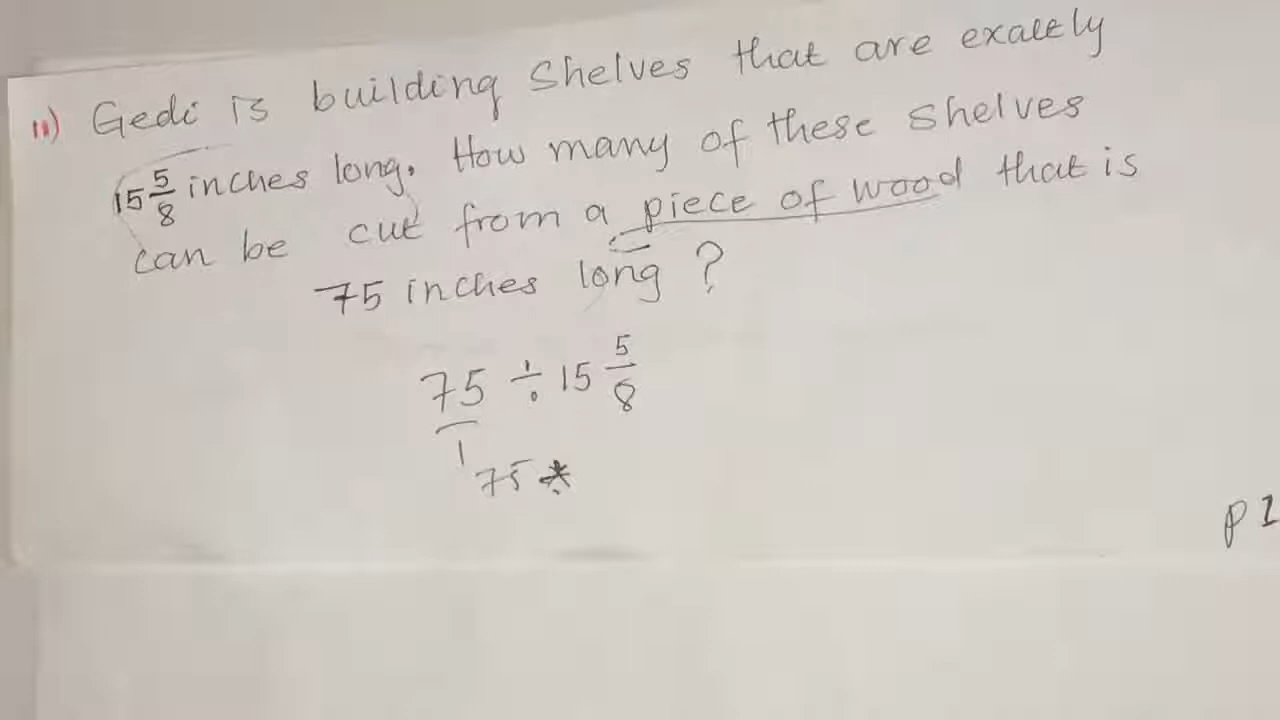 11) Gedi is building Shelves that are exactly
15 5/8 inches long. How many of these shelves
can be cut from a piece of wood that is
75 inches long ?
75/1 ÷ 15 5/8
75
P 1